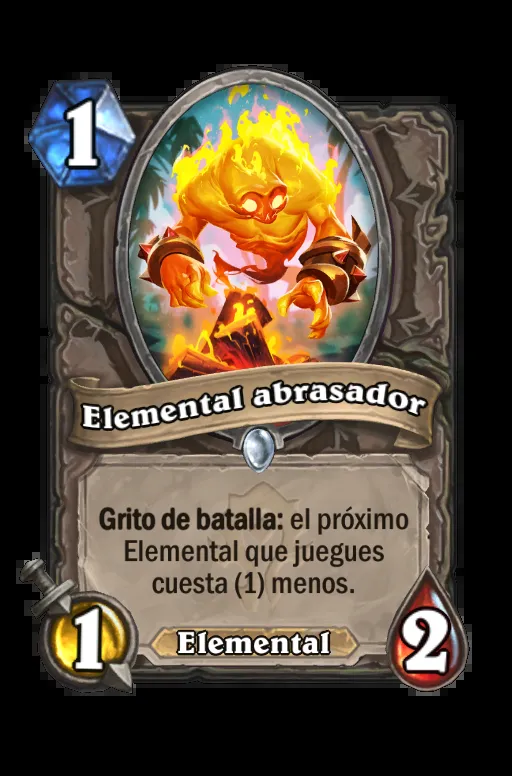 1
Elemental abrasador
Grito de batalla: el próximo
Elemental que juegues
cuesta (1) menos.
1
Elemental
2